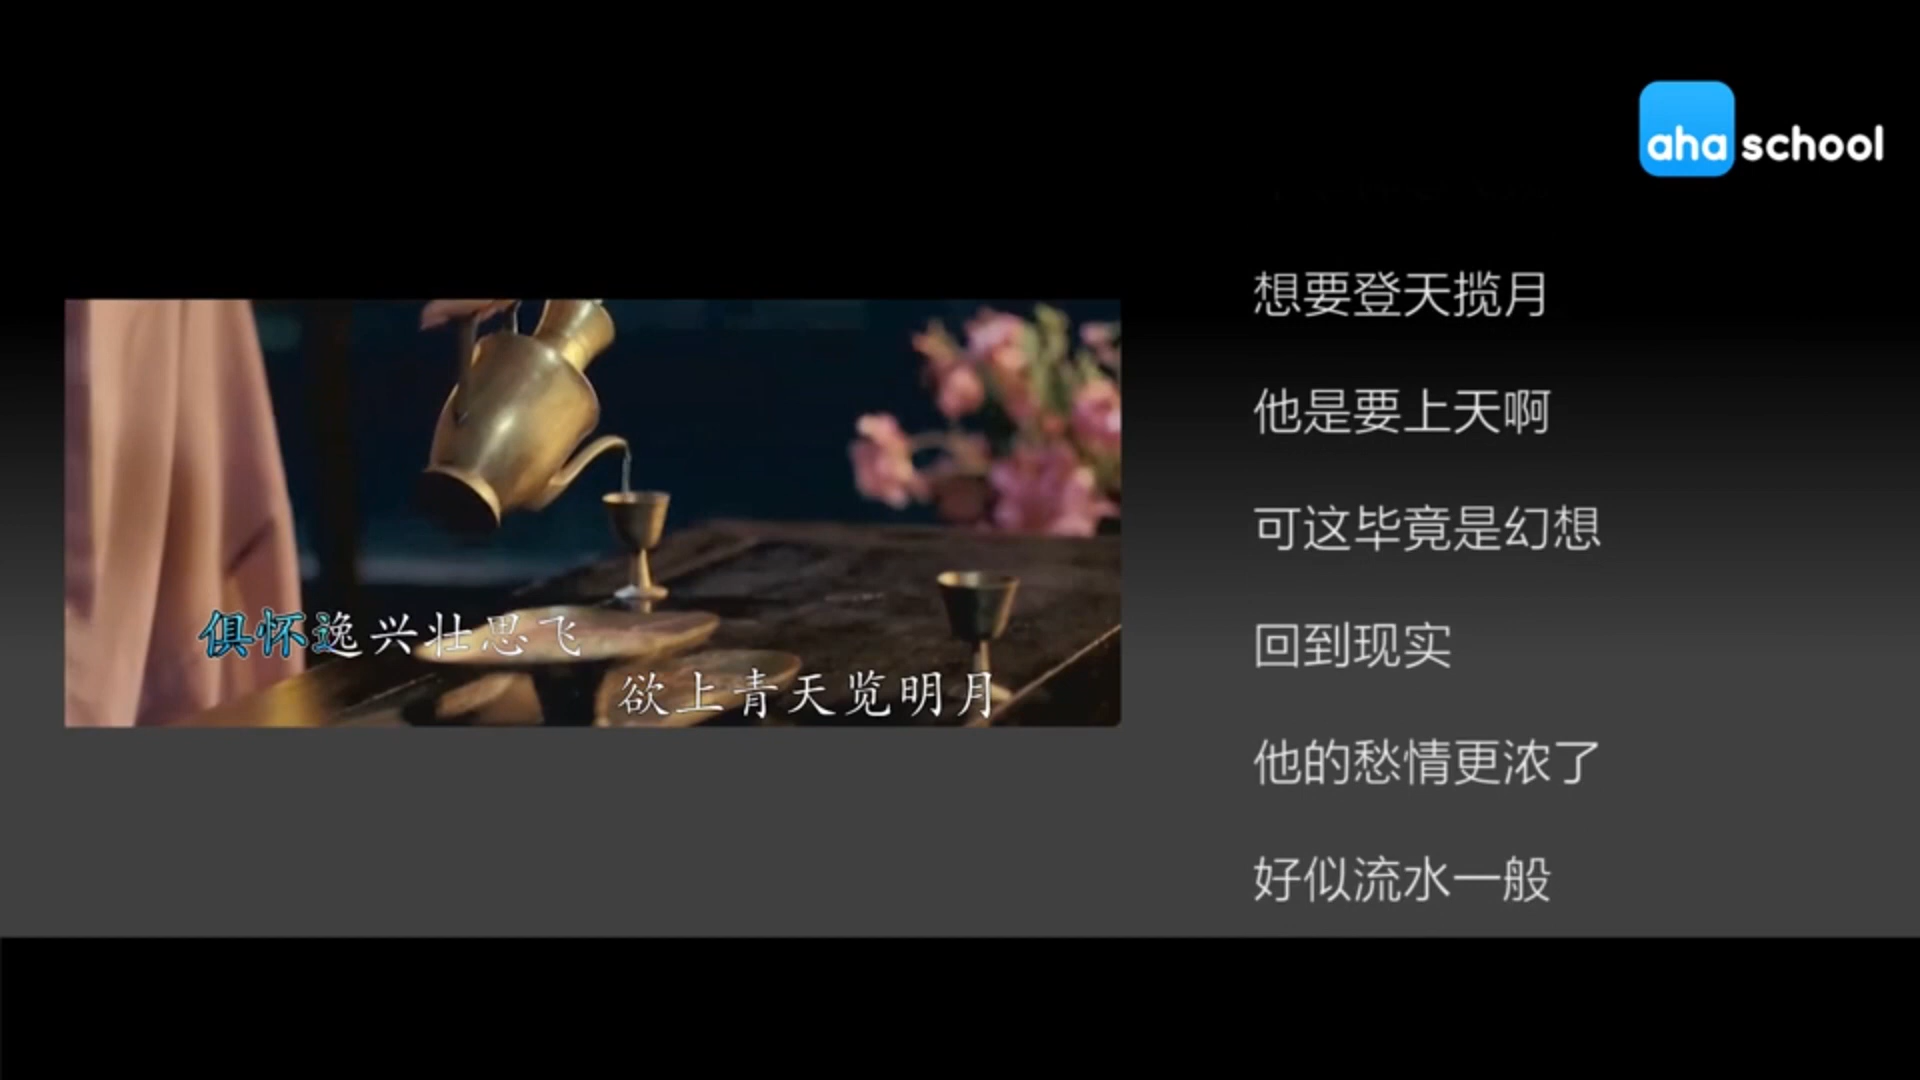 aha school
想要登天揽月
他是要上天啊
可这毕竟是幻想
回到现实
他的愁情更浓了
好似流水一般
俱怀逸兴壮思飞
欲上青天览明月